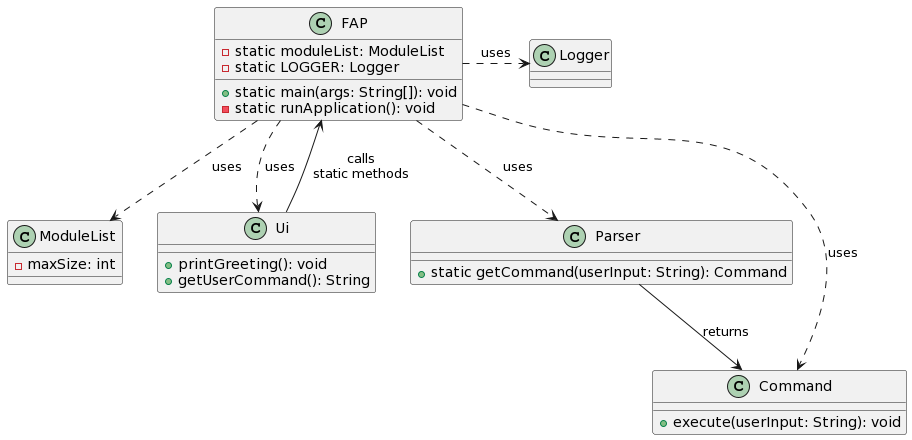 C FAP
static moduleList: ModuleList
static LOGGER: Logger
static main(args: String[]): void
static runApplication(): void
uses
C Logger
uses
uses
calls
static methods
uses
uses
C ModuleList
maxSize: int
C Ui
printGreeting(): void
getUserCommand(): String
C Parser
static getCommand(userInput: String): Command
returns
C Command
execute(userInput: String): void